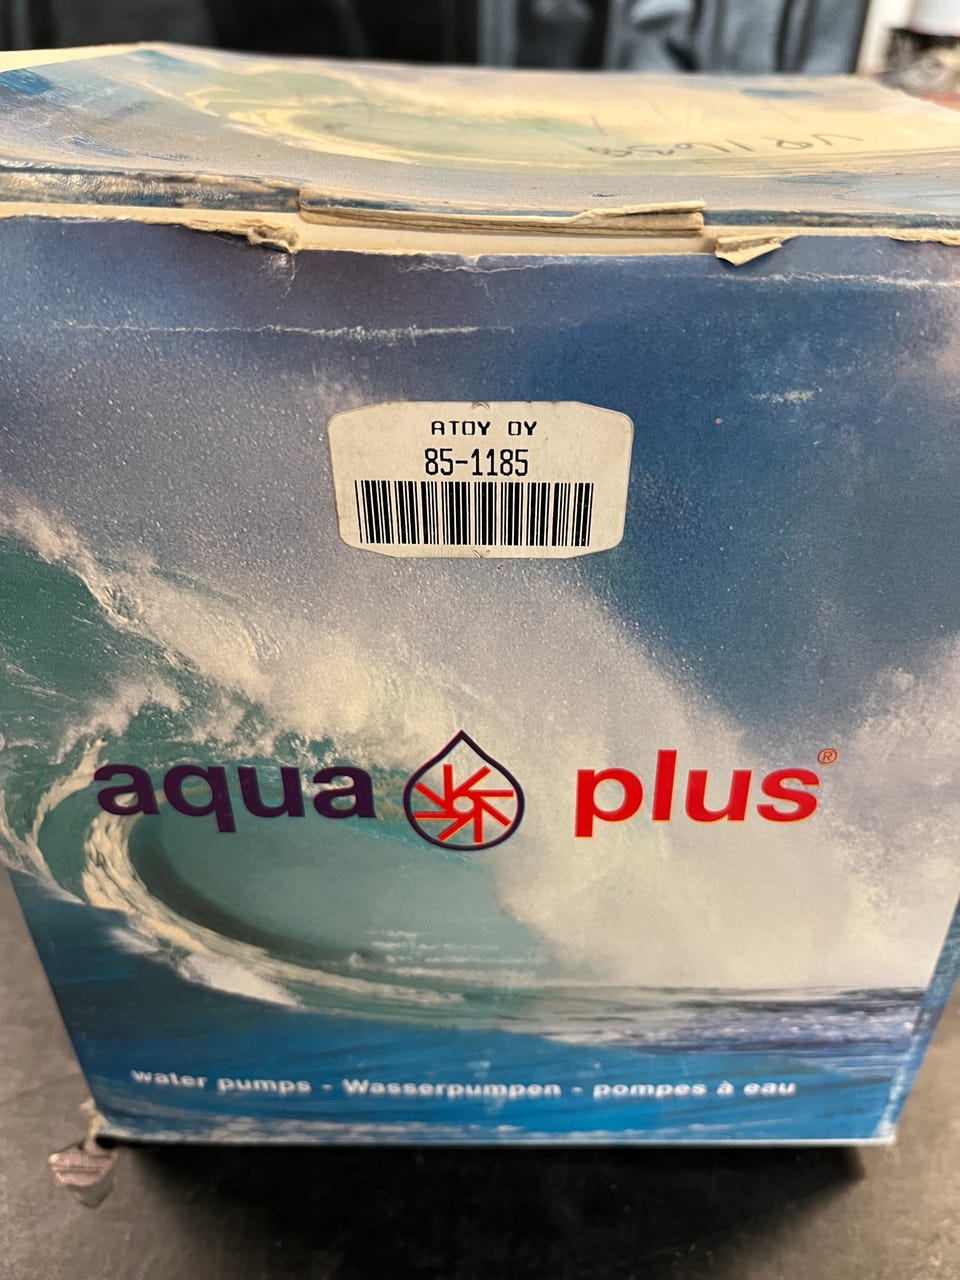 ATOY OY
85-1185
aqua plus®
water pumps - Wasserpumpen - pompes à eau